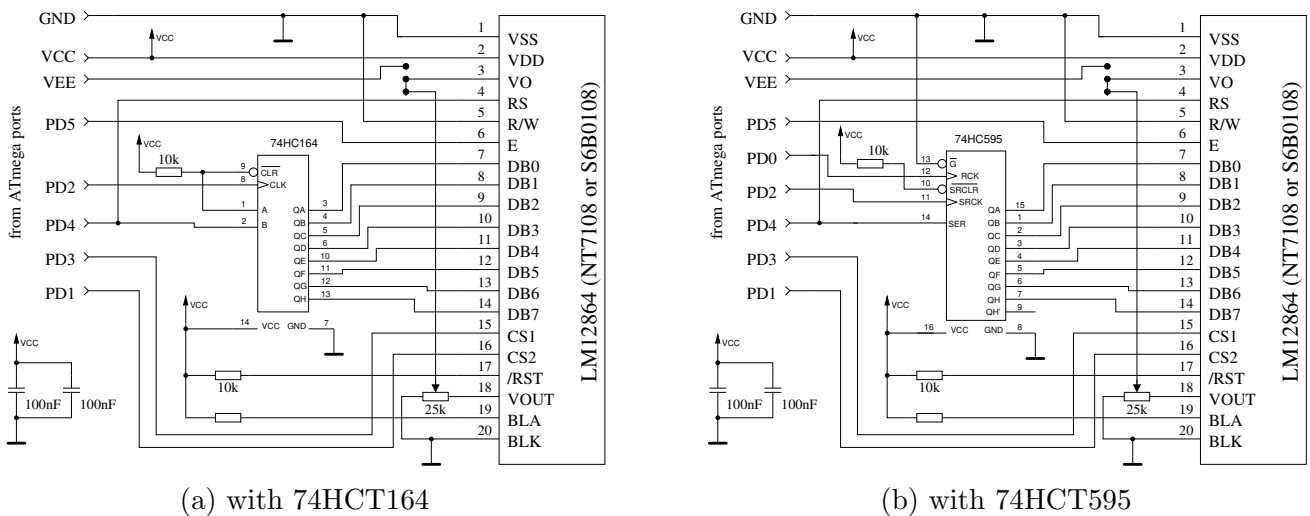 GND
VCC
VCC
VEE
PD5
PD2
PD4
PD3
PD1
from ATmega ports
VCC
10k
74HC164
9 CLR
8 CLK
1 A
2 B
QA 3
QB 4
QC 5
QD 6
QE 10
QF 11
QG 12
QH 13
14 VCC GND 7
VCC
VCC
100nF 100nF
10k
25k
1 VSS
2 VDD
3 VO
4 RS
5 R/W
6 E
7 DB0
8 DB1
9 DB2
10 DB3
11 DB4
12 DB5
13 DB6
14 DB7
15 CS1
16 CS2
17 /RST
18 VOUT
19 BLA
20 BLK
LM12864 (NT7108 or S6B0108)
(a) with 74HCT164
GND
VCC
VCC
VEE
PD5
PD0
PD2
PD4
PD3
PD1
from ATmega ports
VCC
10k
74HC595
13 G
12 RCK
10 SRCLR
11 SRCK
14 SER
QA 15
QB 1
QC 2
QD 3
QE 4
QF 5
QG 6
QH 7
QH' 9
16 VCC GND 8
VCC
VCC
100nF 100nF
10k
25k
1 VSS
2 VDD
3 VO
4 RS
5 R/W
6 E
7 DB0
8 DB1
9 DB2
10 DB3
11 DB4
12 DB5
13 DB6
14 DB7
15 CS1
16 CS2
17 /RST
18 VOUT
19 BLA
20 BLK
LM12864 (NT7108 or S6B0108)
(b) with 74HCT595